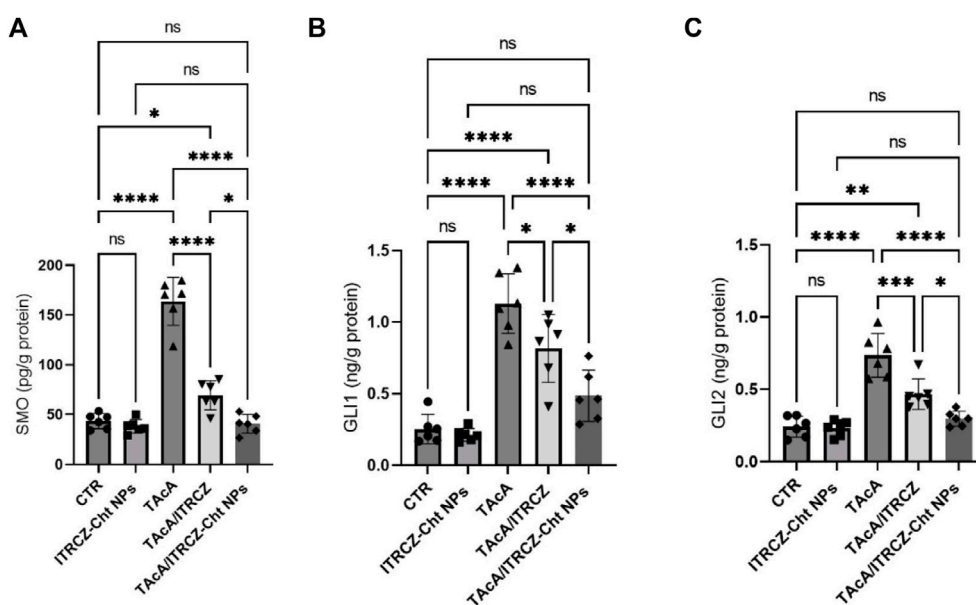 A
ns
ns
*
****
****
*
ns
****
200
150
100
50
0
SMO (pg/g protein)
CTR
ITRCZ-Cht NPs
TAcA
TAcA/ITRCZ
TAcA/ITRCZ-Cht NPs
B
ns
ns
****
****
****
ns
*
*
1.5
1.0
0.5
0.0
GLI1 (ng/g protein)
CTR
ITRCZ-Cht NPs
TAcA
TAcA/ITRCZ
TAcA/ITRCZ-Cht NPs
C
ns
ns
**
****
****
ns
***
*
1.5
1.0
0.5
0.0
GLI2 (ng/g protein)
CTR
ITRCZ-Cht NPs
TAcA
TAcA/ITRCZ
TAcA/ITRCZ-Cht NPs